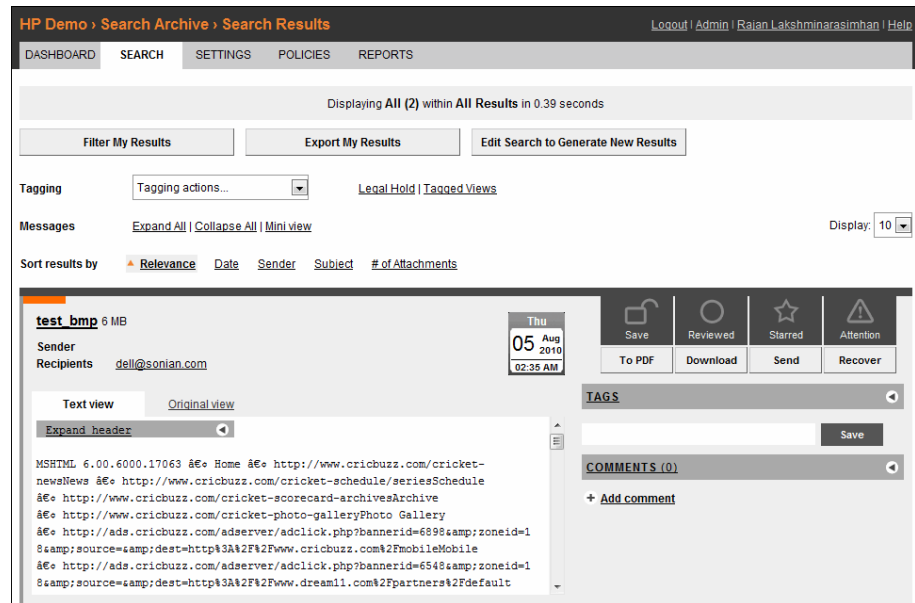 HP Demo › Search Archive › Search Results
Logout | Admin | Rajan Lakshminarasimhan | Help
DASHBOARD SEARCH SETTINGS POLICIES REPORTS
Displaying All (2) within All Results in 0.39 seconds
Filter My Results Export My Results Edit Search to Generate New Results
Tagging Tagging actions... Legal Hold | Tagged Views
Messages Expand All | Collapse All | Mini view Display: 10
Sort results by Relevance Date Sender Subject # of Attachments
test_bmp 6 MB
Sender
Recipients dell@sonian.com
Thu
05 Aug 2010
02:35 AM
Save Reviewed Starred Attention
To PDF Download Send Recover
Text view Original view
Expand header
MSHTML 6.00.6000.17063 â€¢ Home â€¢ http://www.cricbuzz.com/cricket-
newsNews â€¢ http://www.cricbuzz.com/cricket-schedule/seriesSchedule
â€¢ http://www.cricbuzz.com/cricket-scorecard-archivesArchive
â€¢ http://www.cricbuzz.com/cricket-photo-galleryPhoto Gallery
â€¢ http://ads.cricbuzz.com/adserver/adclick.php?bannerid=6898&amp;zoneid=1
8&amp;source=&amp;dest=http%3A%2F%2Fwww.cricbuzz.com%2FmobileMobile
â€¢ http://ads.cricbuzz.com/adserver/adclick.php?bannerid=6548&amp;zoneid=1
8&amp;source=&amp;dest=http%3A%2F%2Fwww.dream11.com%2Fpartners%2Fdefault
TAGS
Save
COMMENTS (0)
+ Add comment